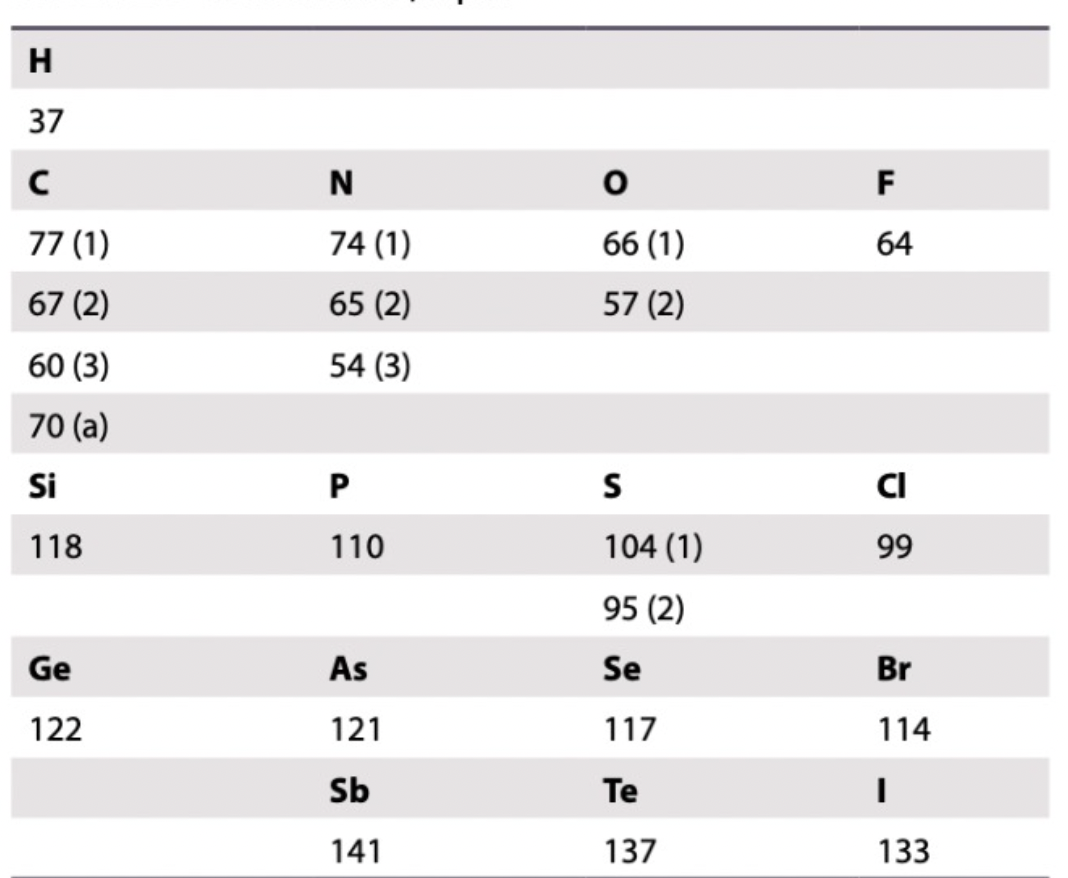 H
37
C N O F
77 (1) 74 (1) 66 (1) 64
67 (2) 65 (2) 57 (2)
60 (3) 54 (3)
70 (a)
Si P S Cl
118 110 104 (1) 99
95 (2)
Ge As Se Br
122 121 117 114
Sb Te I
141 137 133